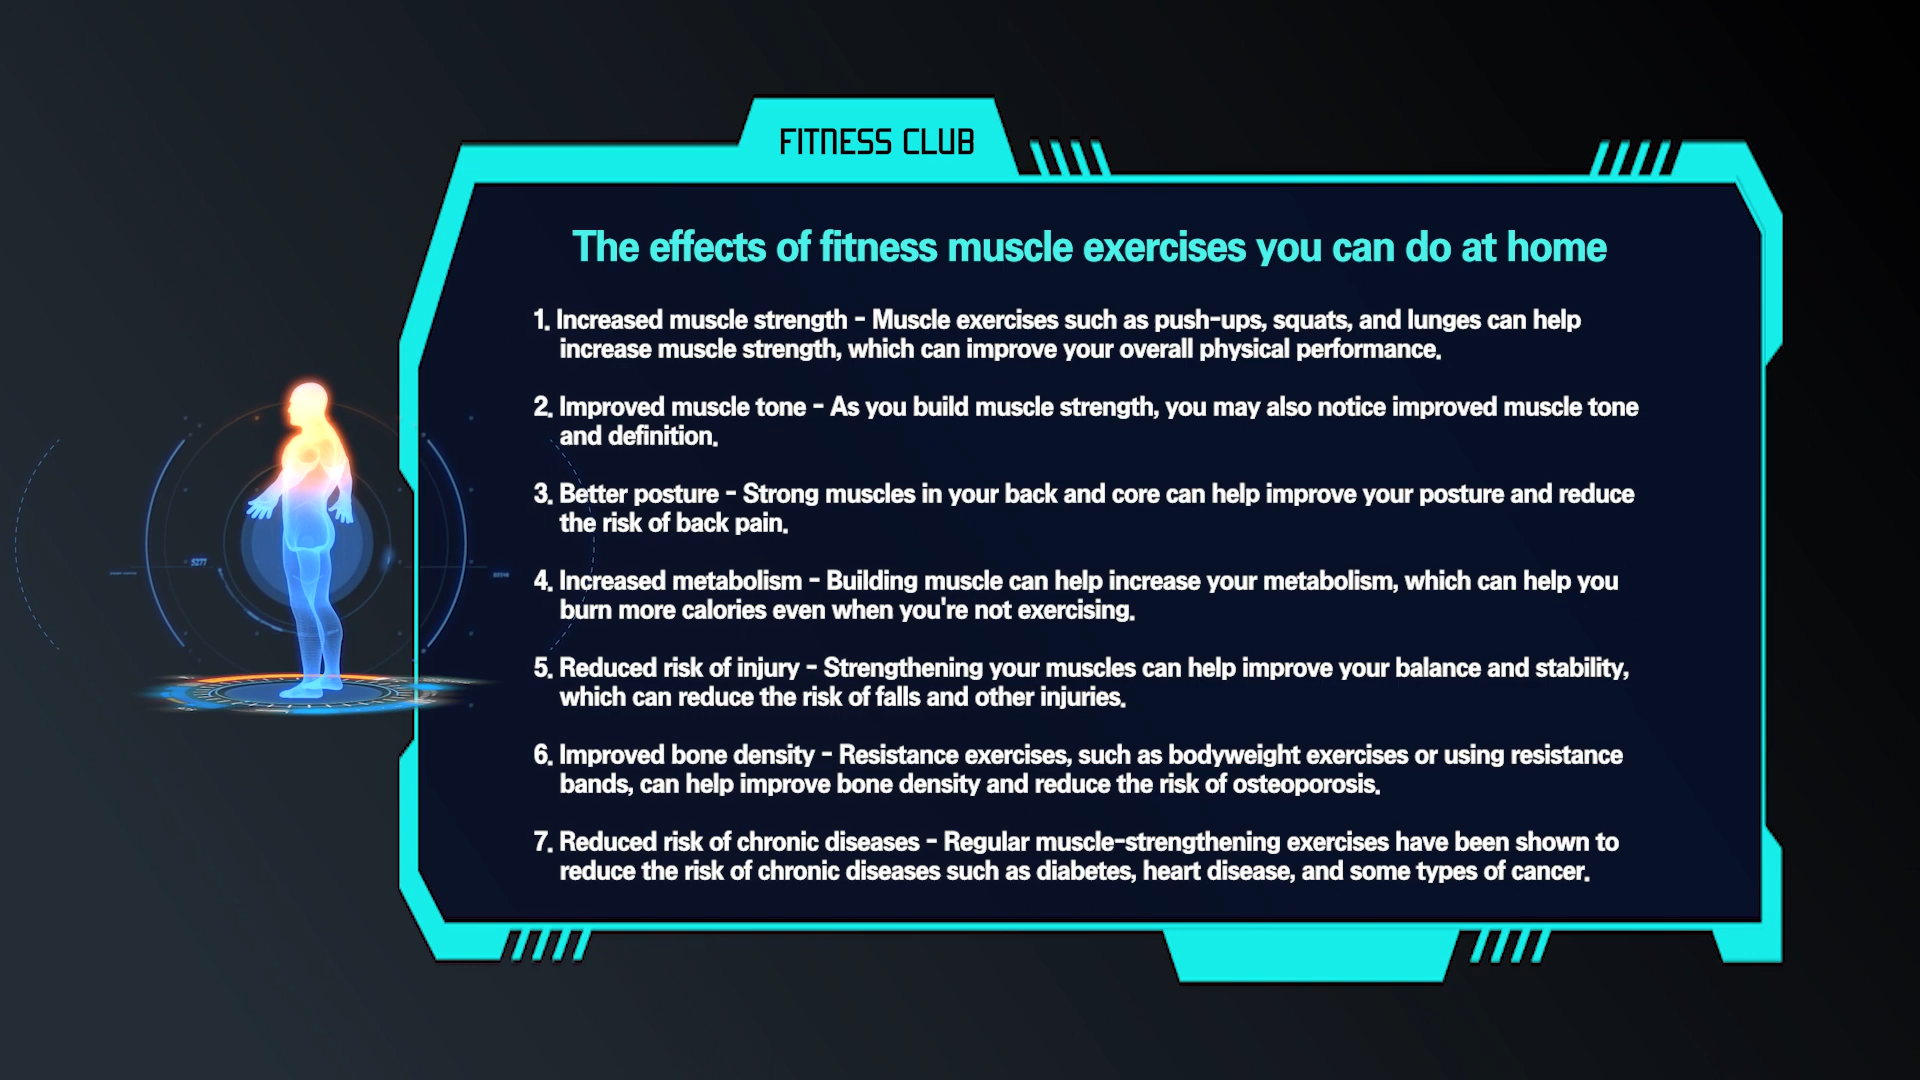 FITNESS CLUB
The effects of fitness muscle exercises you can do at home
1. Increased muscle strength - Muscle exercises such as push-ups, squats, and lunges can help
increase muscle strength, which can improve your overall physical performance.
2. Improved muscle tone - As you build muscle strength, you may also notice improved muscle tone
and definition.
3. Better posture - Strong muscles in your back and core can help improve your posture and reduce
the risk of back pain.
4. Increased metabolism - Building muscle can help increase your metabolism, which can help you
burn more calories even when you're not exercising.
5. Reduced risk of injury - Strengthening your muscles can help improve your balance and stability,
which can reduce the risk of falls and other injuries.
6. Improved bone density - Resistance exercises, such as bodyweight exercises or using resistance
bands, can help improve bone density and reduce the risk of osteoporosis.
7. Reduced risk of chronic diseases - Regular muscle-strengthening exercises have been shown to
reduce the risk of chronic diseases such as diabetes, heart disease, and some types of cancer.